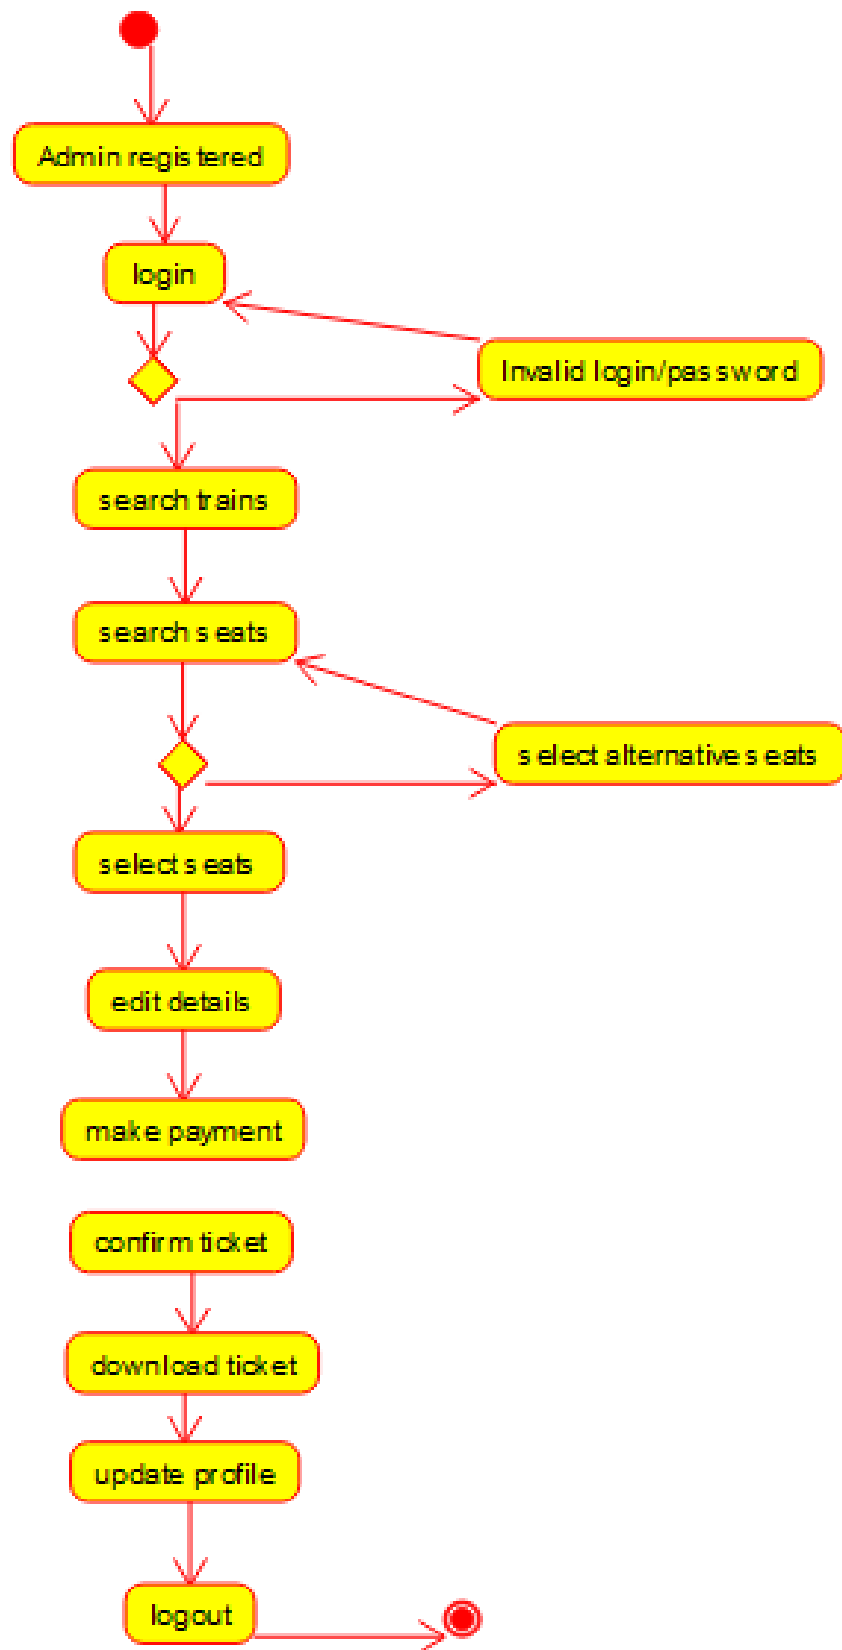 Admin registered
login
Invalid login/password
search trains
search seats
select alternative seats
select seats
edit details
make payment
confirm ticket
download ticket
update profile
logout